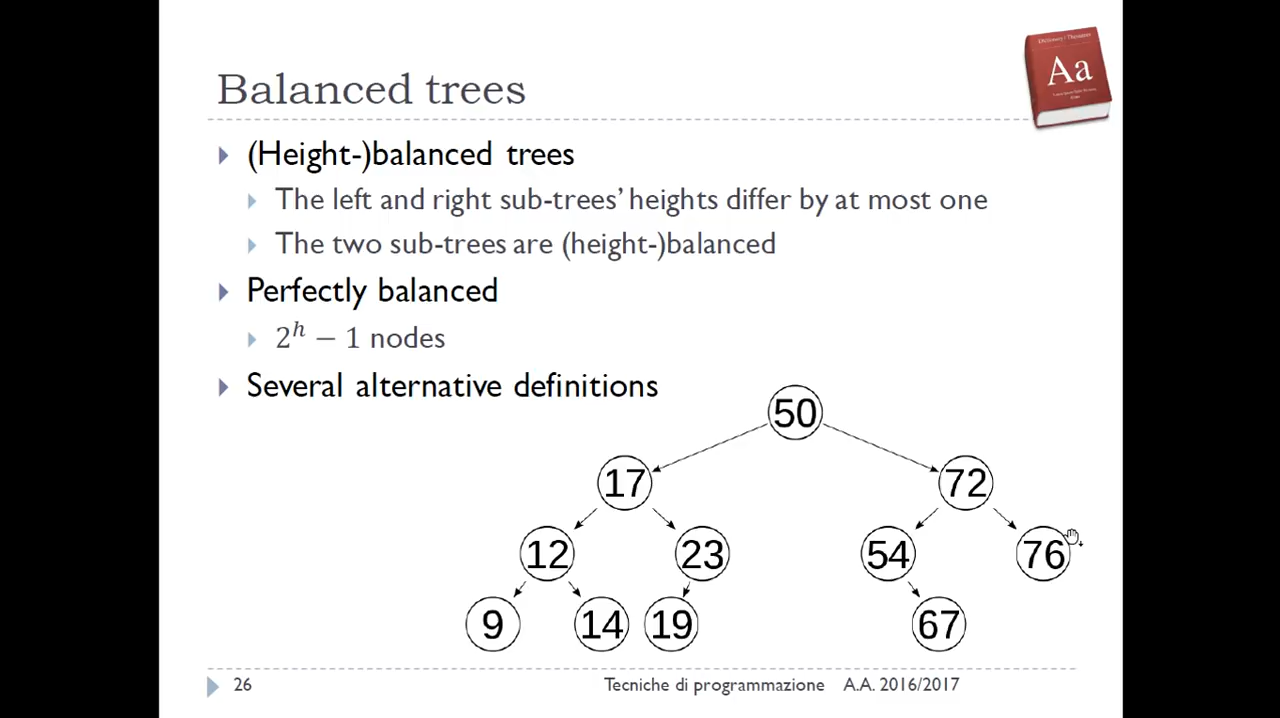 Aa
Balanced trees
(Height-)balanced trees
The left and right sub-trees' heights differ by at most one
The two sub-trees are (height-)balanced
Perfectly balanced
2^h − 1 nodes
Several alternative definitions
50
17 72
12 23 54 76
9 14 19 67
26 Tecniche di programmazione A.A. 2016/2017